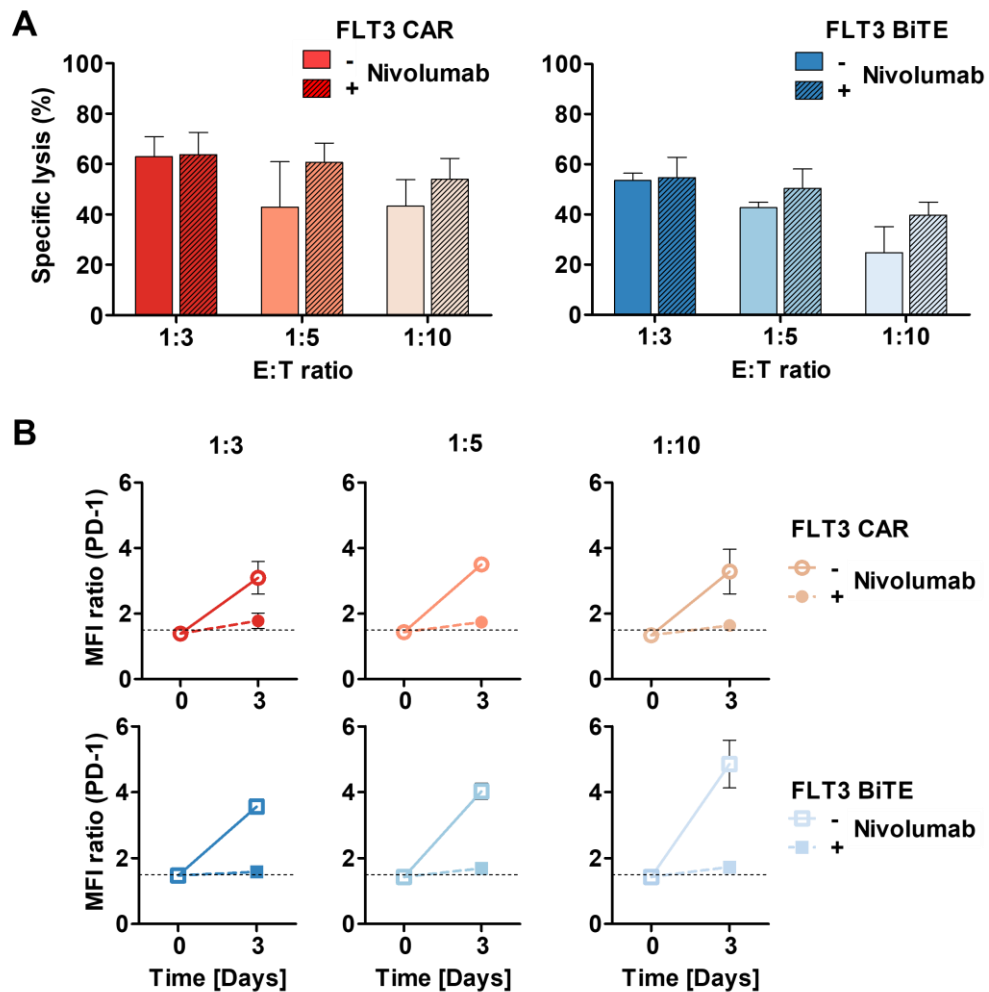 A
FLT3 CAR
- Nivolumab
+
Specific lysis (%)
100
80
60
40
20
0
1:3 1:5 1:10
E:T ratio
FLT3 BiTE
- Nivolumab
+
100
80
60
40
20
0
1:3 1:5 1:10
E:T ratio
B
1:3 1:5 1:10
MFI ratio (PD-1)
6 6 6
4 4 4
2 2 2
0 0 0
0 3 0 3 0 3
FLT3 CAR
- Nivolumab
+
MFI ratio (PD-1)
6 6 6
4 4 4
2 2 2
0 0 0
0 3 0 3 0 3
Time [Days] Time [Days] Time [Days]
FLT3 BiTE
- Nivolumab
+